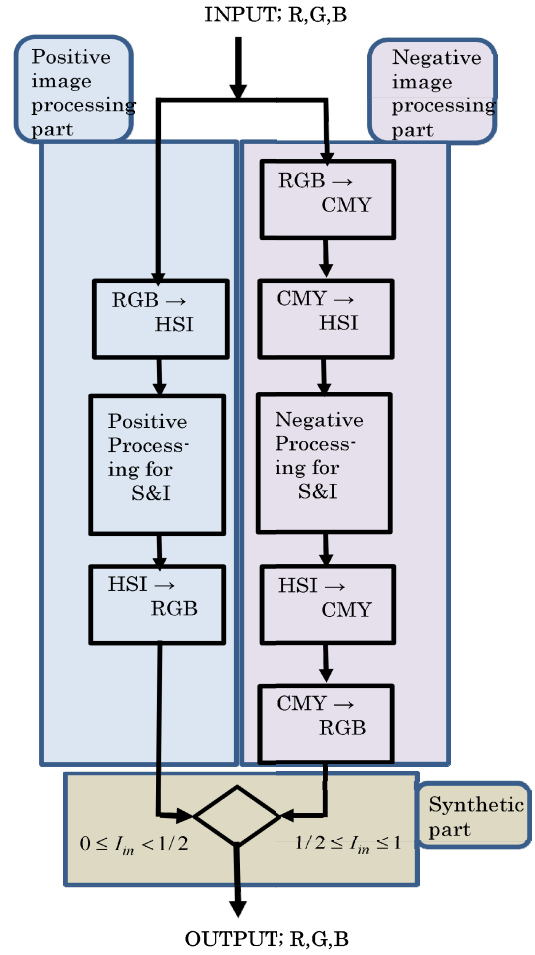 INPUT; R,G,B
Positive
image
processing
part
Negative
image
processing
part
RGB →
CMY
RGB →
HSI
CMY →
HSI
Positive
Process-
ing for
S&I
Negative
Process-
ing for
S&I
HSI →
RGB
HSI →
CMY
CMY →
RGB
Synthetic
part
0 ≤ I_in < 1/2
1/2 ≤ I_in ≤ 1
OUTPUT; R,G,B